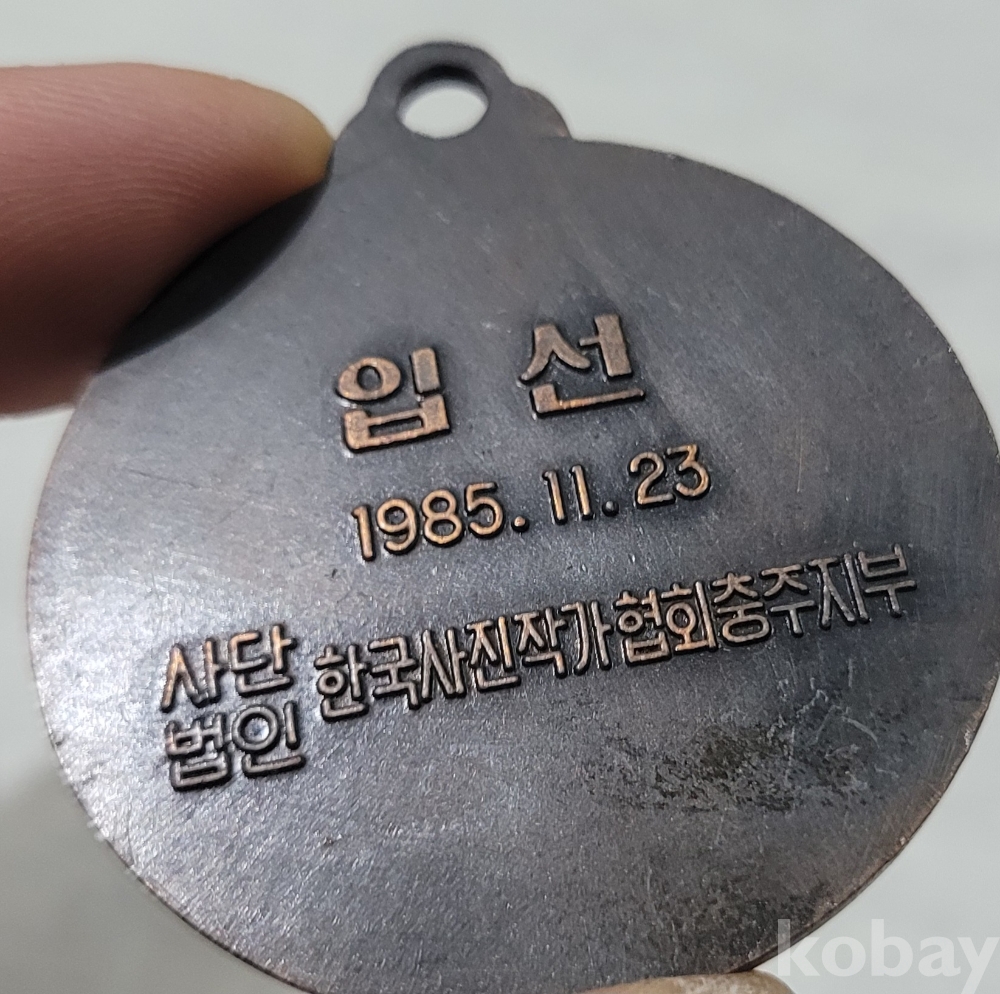 입선
1985. 11. 23
사단
법인 한국사진작가협회충주지부
kobay